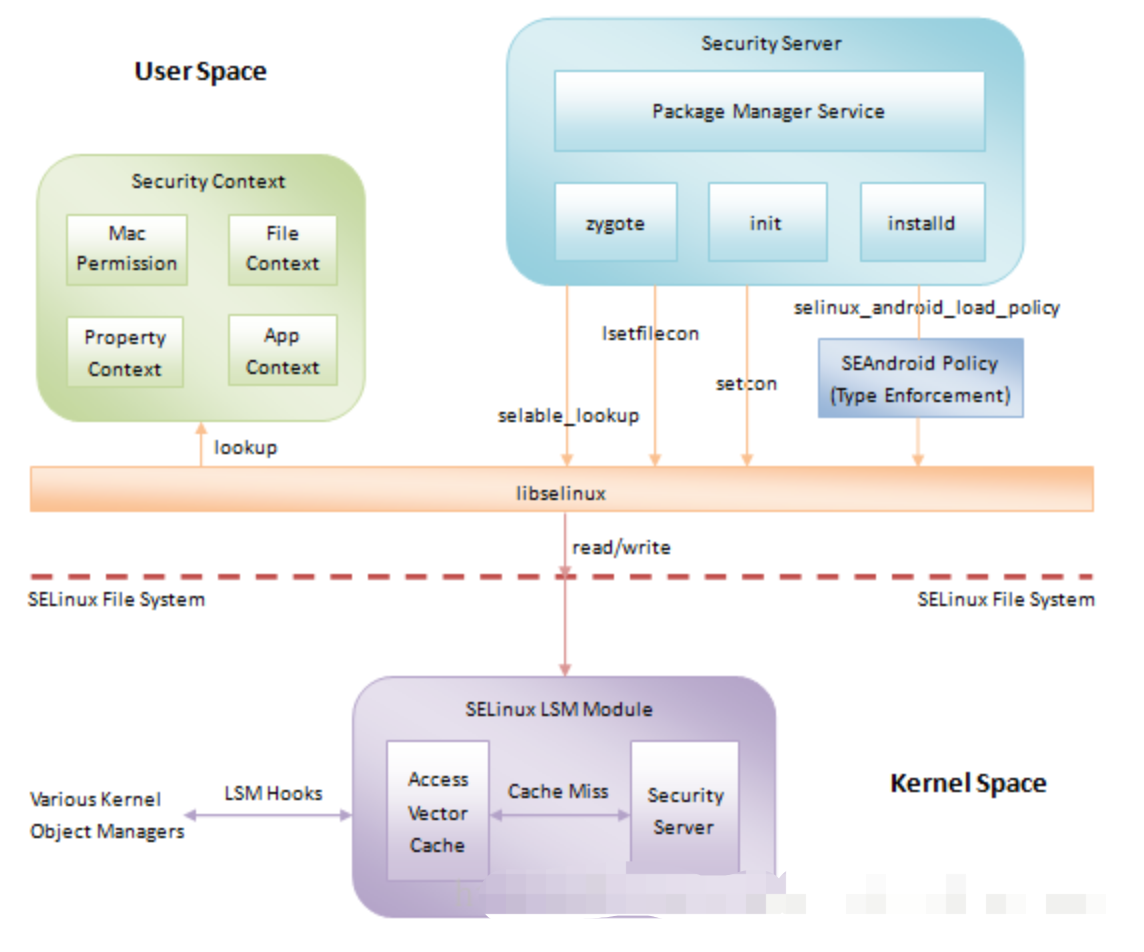 User Space
Security Server
Package Manager Service
zygote
init
installd
Security Context
Mac
Permission
File
Context
Property
Context
App
Context
selinux_android_load_policy
lsetfilecon
SEAndroid Policy
(Type Enforcement)
setcon
selable_lookup
lookup
libselinux
read/write
SELinux File System
SELinux File System
SELinux LSM Module
Access
Vector
Cache
Cache Miss
Security
Server
LSM Hooks
Various Kernel
Object Managers
Kernel Space